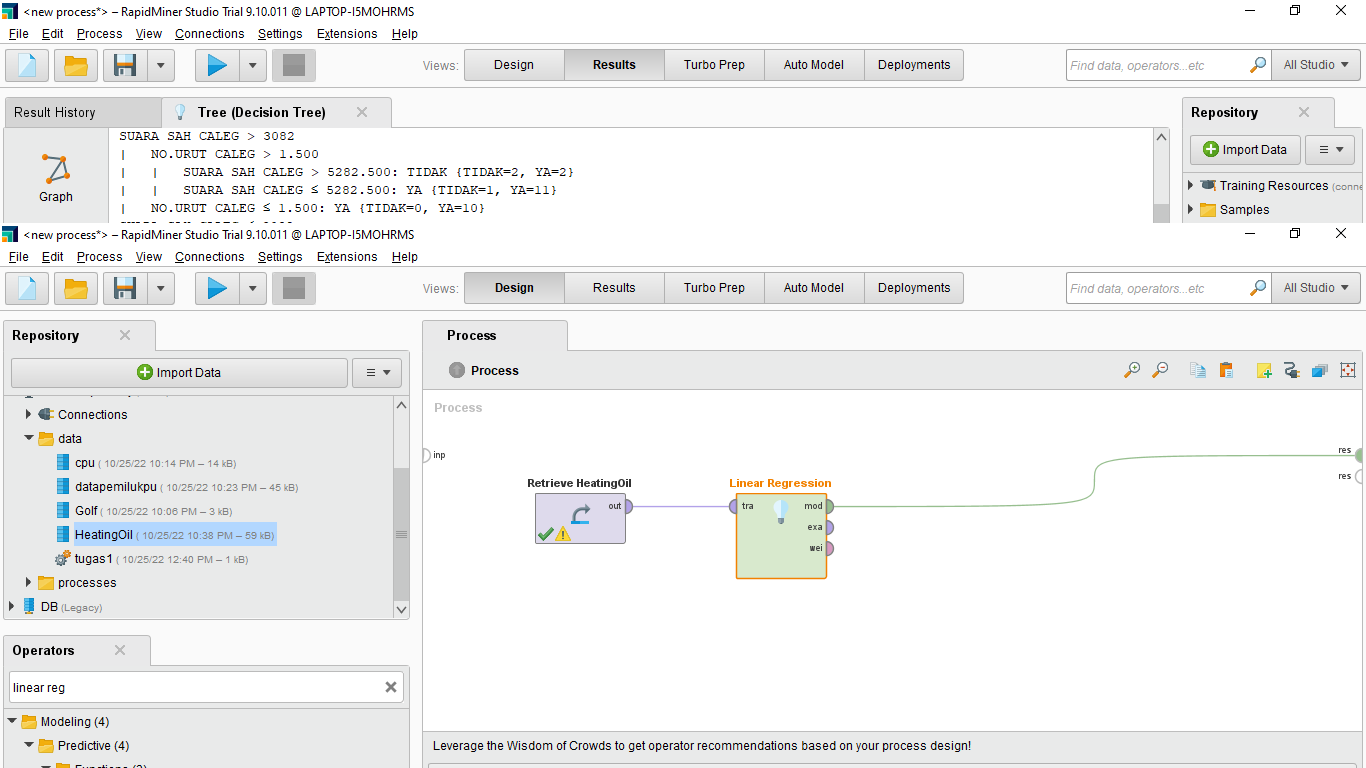 <new process*> – RapidMiner Studio Trial 9.10.011 @ LAPTOP-I5MOHRMS
File Edit Process View Connections Settings Extensions Help
Views: Design Results Turbo Prep Auto Model Deployments Find data, operators...etc All Studio
Result History Tree (Decision Tree) Repository
SUARA SAH CALEG > 3082
| NO.URUT CALEG > 1.500 Import Data
| | SUARA SAH CALEG > 5282.500: TIDAK {TIDAK=2, YA=2}
| | SUARA SAH CALEG ≤ 5282.500: YA {TIDAK=1, YA=11} Training Resources (conne
Graph
| NO.URUT CALEG ≤ 1.500: YA {TIDAK=0, YA=10} Samples
<new process*> – RapidMiner Studio Trial 9.10.011 @ LAPTOP-I5MOHRMS
File Edit Process View Connections Settings Extensions Help
Views: Design Results Turbo Prep Auto Model Deployments Find data, operators...etc All Studio
Repository
Import Data
Connections
data
cpu ( 10/25/22 10:14 PM – 14 kB)
datapemilukpu ( 10/25/22 10:23 PM – 45 kB)
Golf ( 10/25/22 10:06 PM – 3 kB)
HeatingOil ( 10/25/22 10:38 PM – 59 kB)
tugas1 ( 10/25/22 12:40 PM – 1 kB)
processes
DB (Legacy)
Operators
linear reg
Modeling (4)
Predictive (4)
Process
Process
Process
inp
Retrieve HeatingOil
out
Linear Regression
tra mod
exa
wei
res
res
Leverage the Wisdom of Crowds to get operator recommendations based on your process design!